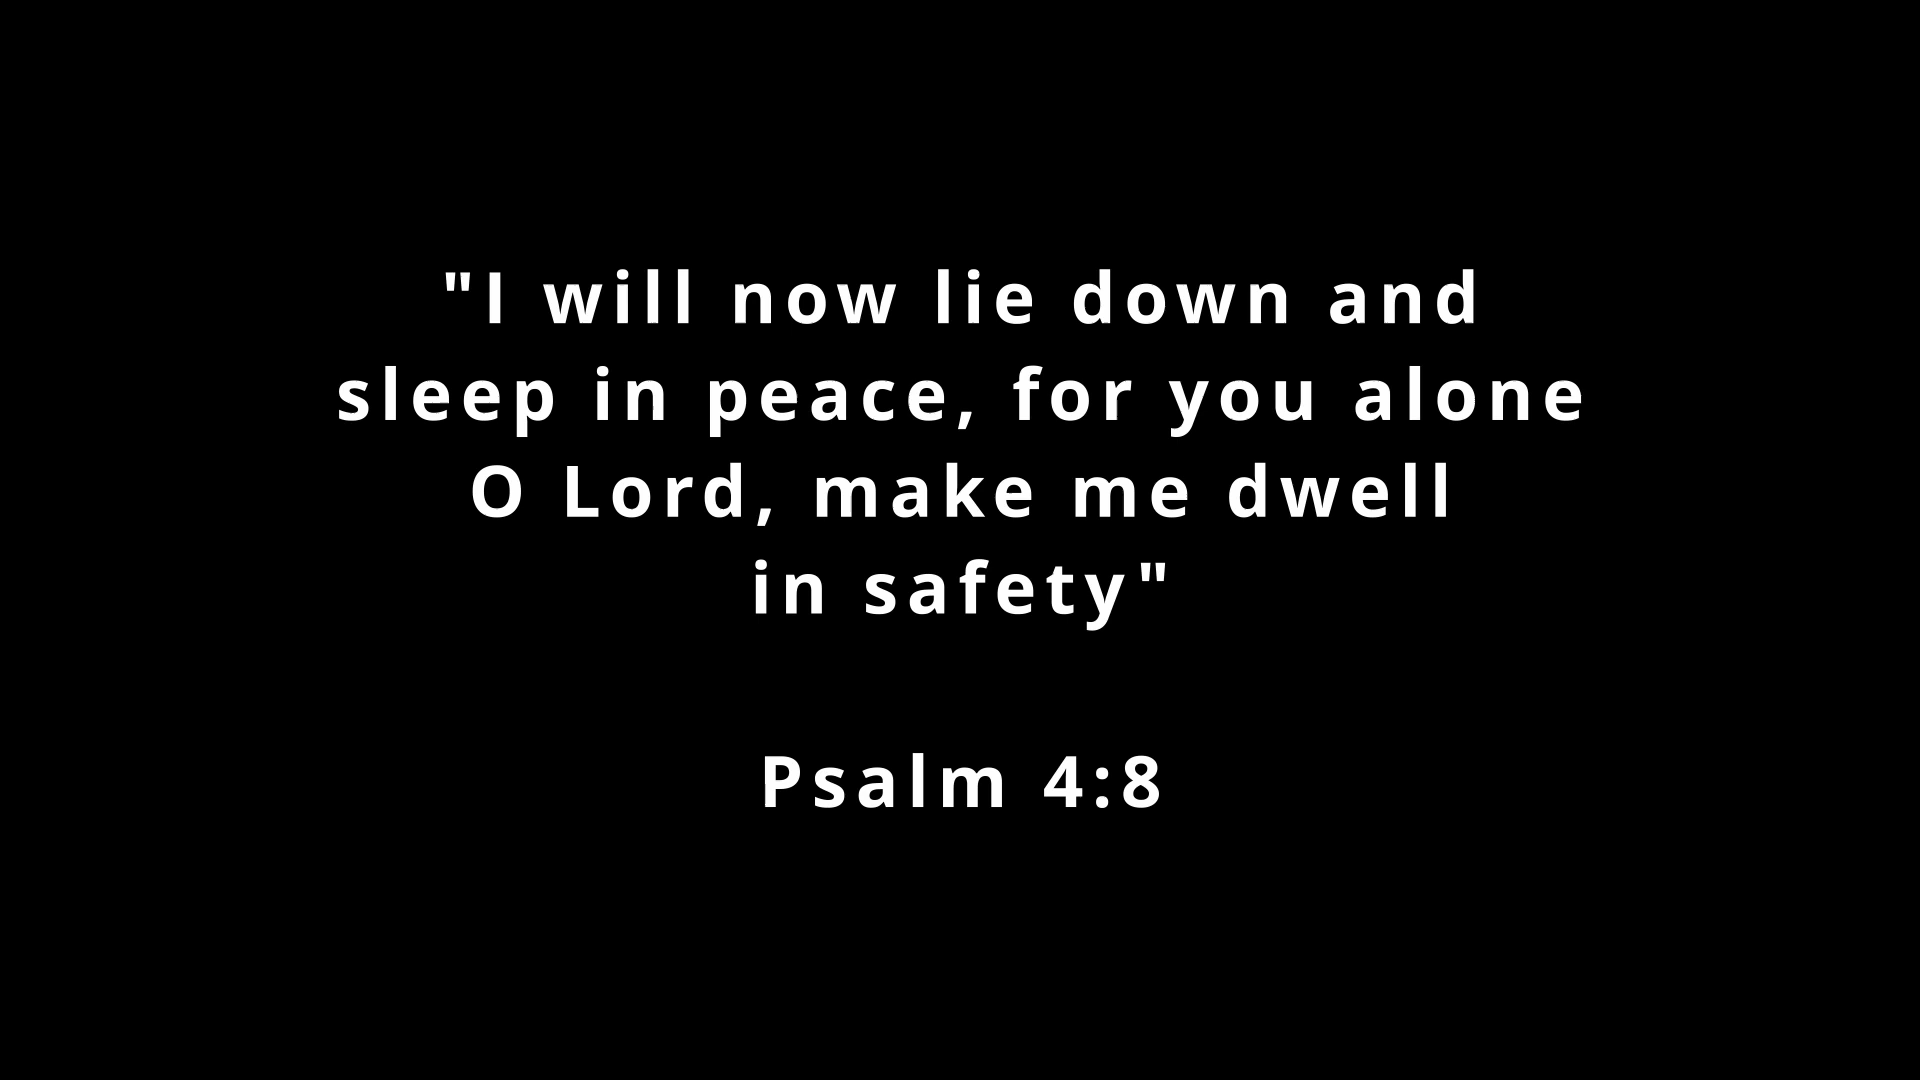 "I will now lie down and
sleep in peace, for you alone
O Lord, make me dwell
in safety"
Psalm 4:8